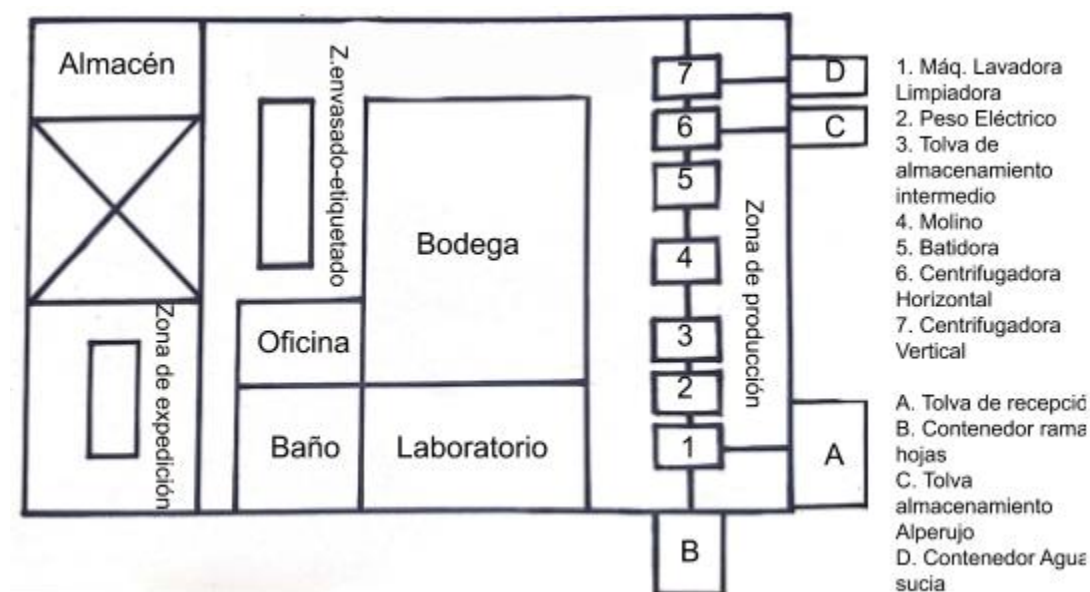 Almacén
Z.envasado-etiquetado
Zona de expedición
Oficina
Baño
Bodega
Laboratorio
7
6
5
4
3
2
1
Zona de producción
D
C
A
B
1. Máq. Lavadora
Limpiadora
2. Peso Eléctrico
3. Tolva de
almacenamiento
intermedio
4. Molino
5. Batidora
6. Centrifugadora
Horizontal
7. Centrifugadora
Vertical
A. Tolva de recepció
B. Contenedor rama
hojas
C. Tolva
almacenamiento
Alperujo
D. Contenedor Agua
sucia